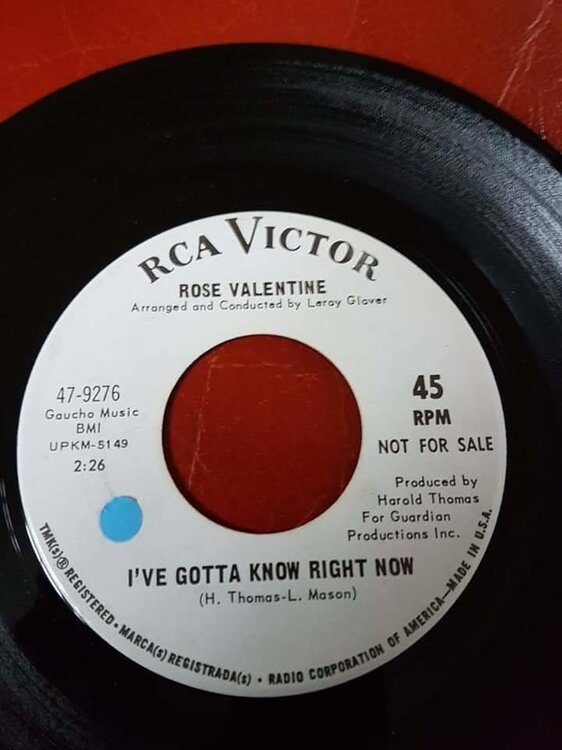 RCA VICTOR
ROSE VALENTINE
Arranged and Conducted by Leroy Glover
47-9276
Gaucho Music
BMI
UPKM-5149
2:26
45
RPM
NOT FOR SALE
Produced by
Harold Thomas
For Guardian
Productions Inc.
I'VE GOTTA KNOW RIGHT NOW
(H. Thomas-L. Mason)
TMK(s) ® REGISTERED • MARCA(s) REGISTRADA(s) • RADIO CORPORATION OF AMERICA—MADE IN U.S.A.